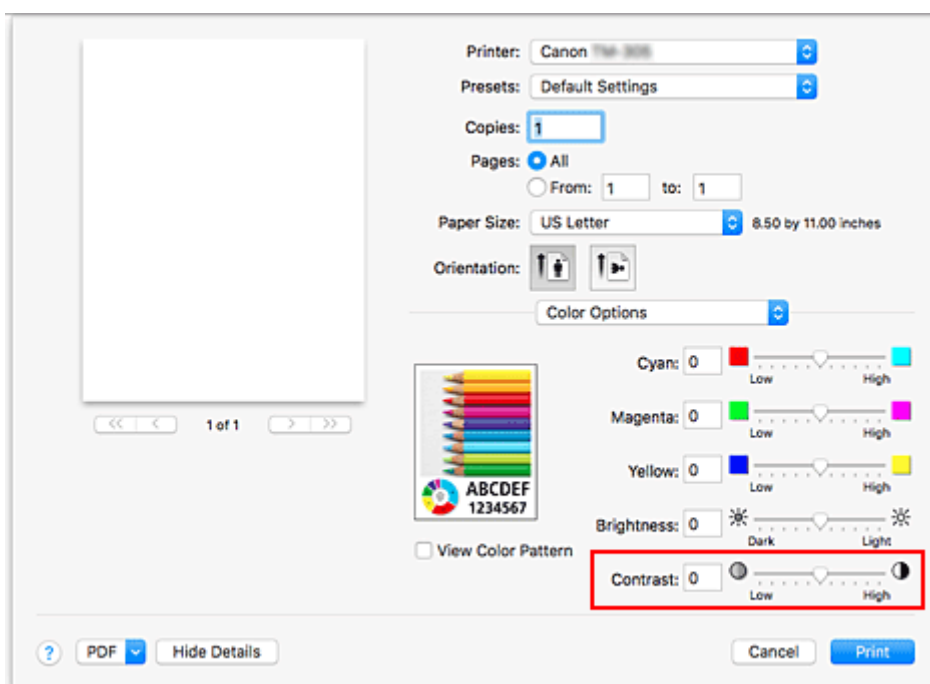 Printer: Canon
Presets: Default Settings
Copies: 1
Pages: All
From: 1 to: 1
Paper Size: US Letter 8.50 by 11.00 inches
Orientation:
Color Options
<< < 1 of 1 > >>
ABCDEF
1234567
View Color Pattern
Cyan: 0
Low High
Magenta: 0
Low High
Yellow: 0
Low High
Brightness: 0
Dark Light
Contrast: 0
Low High
? PDF Hide Details Cancel Print